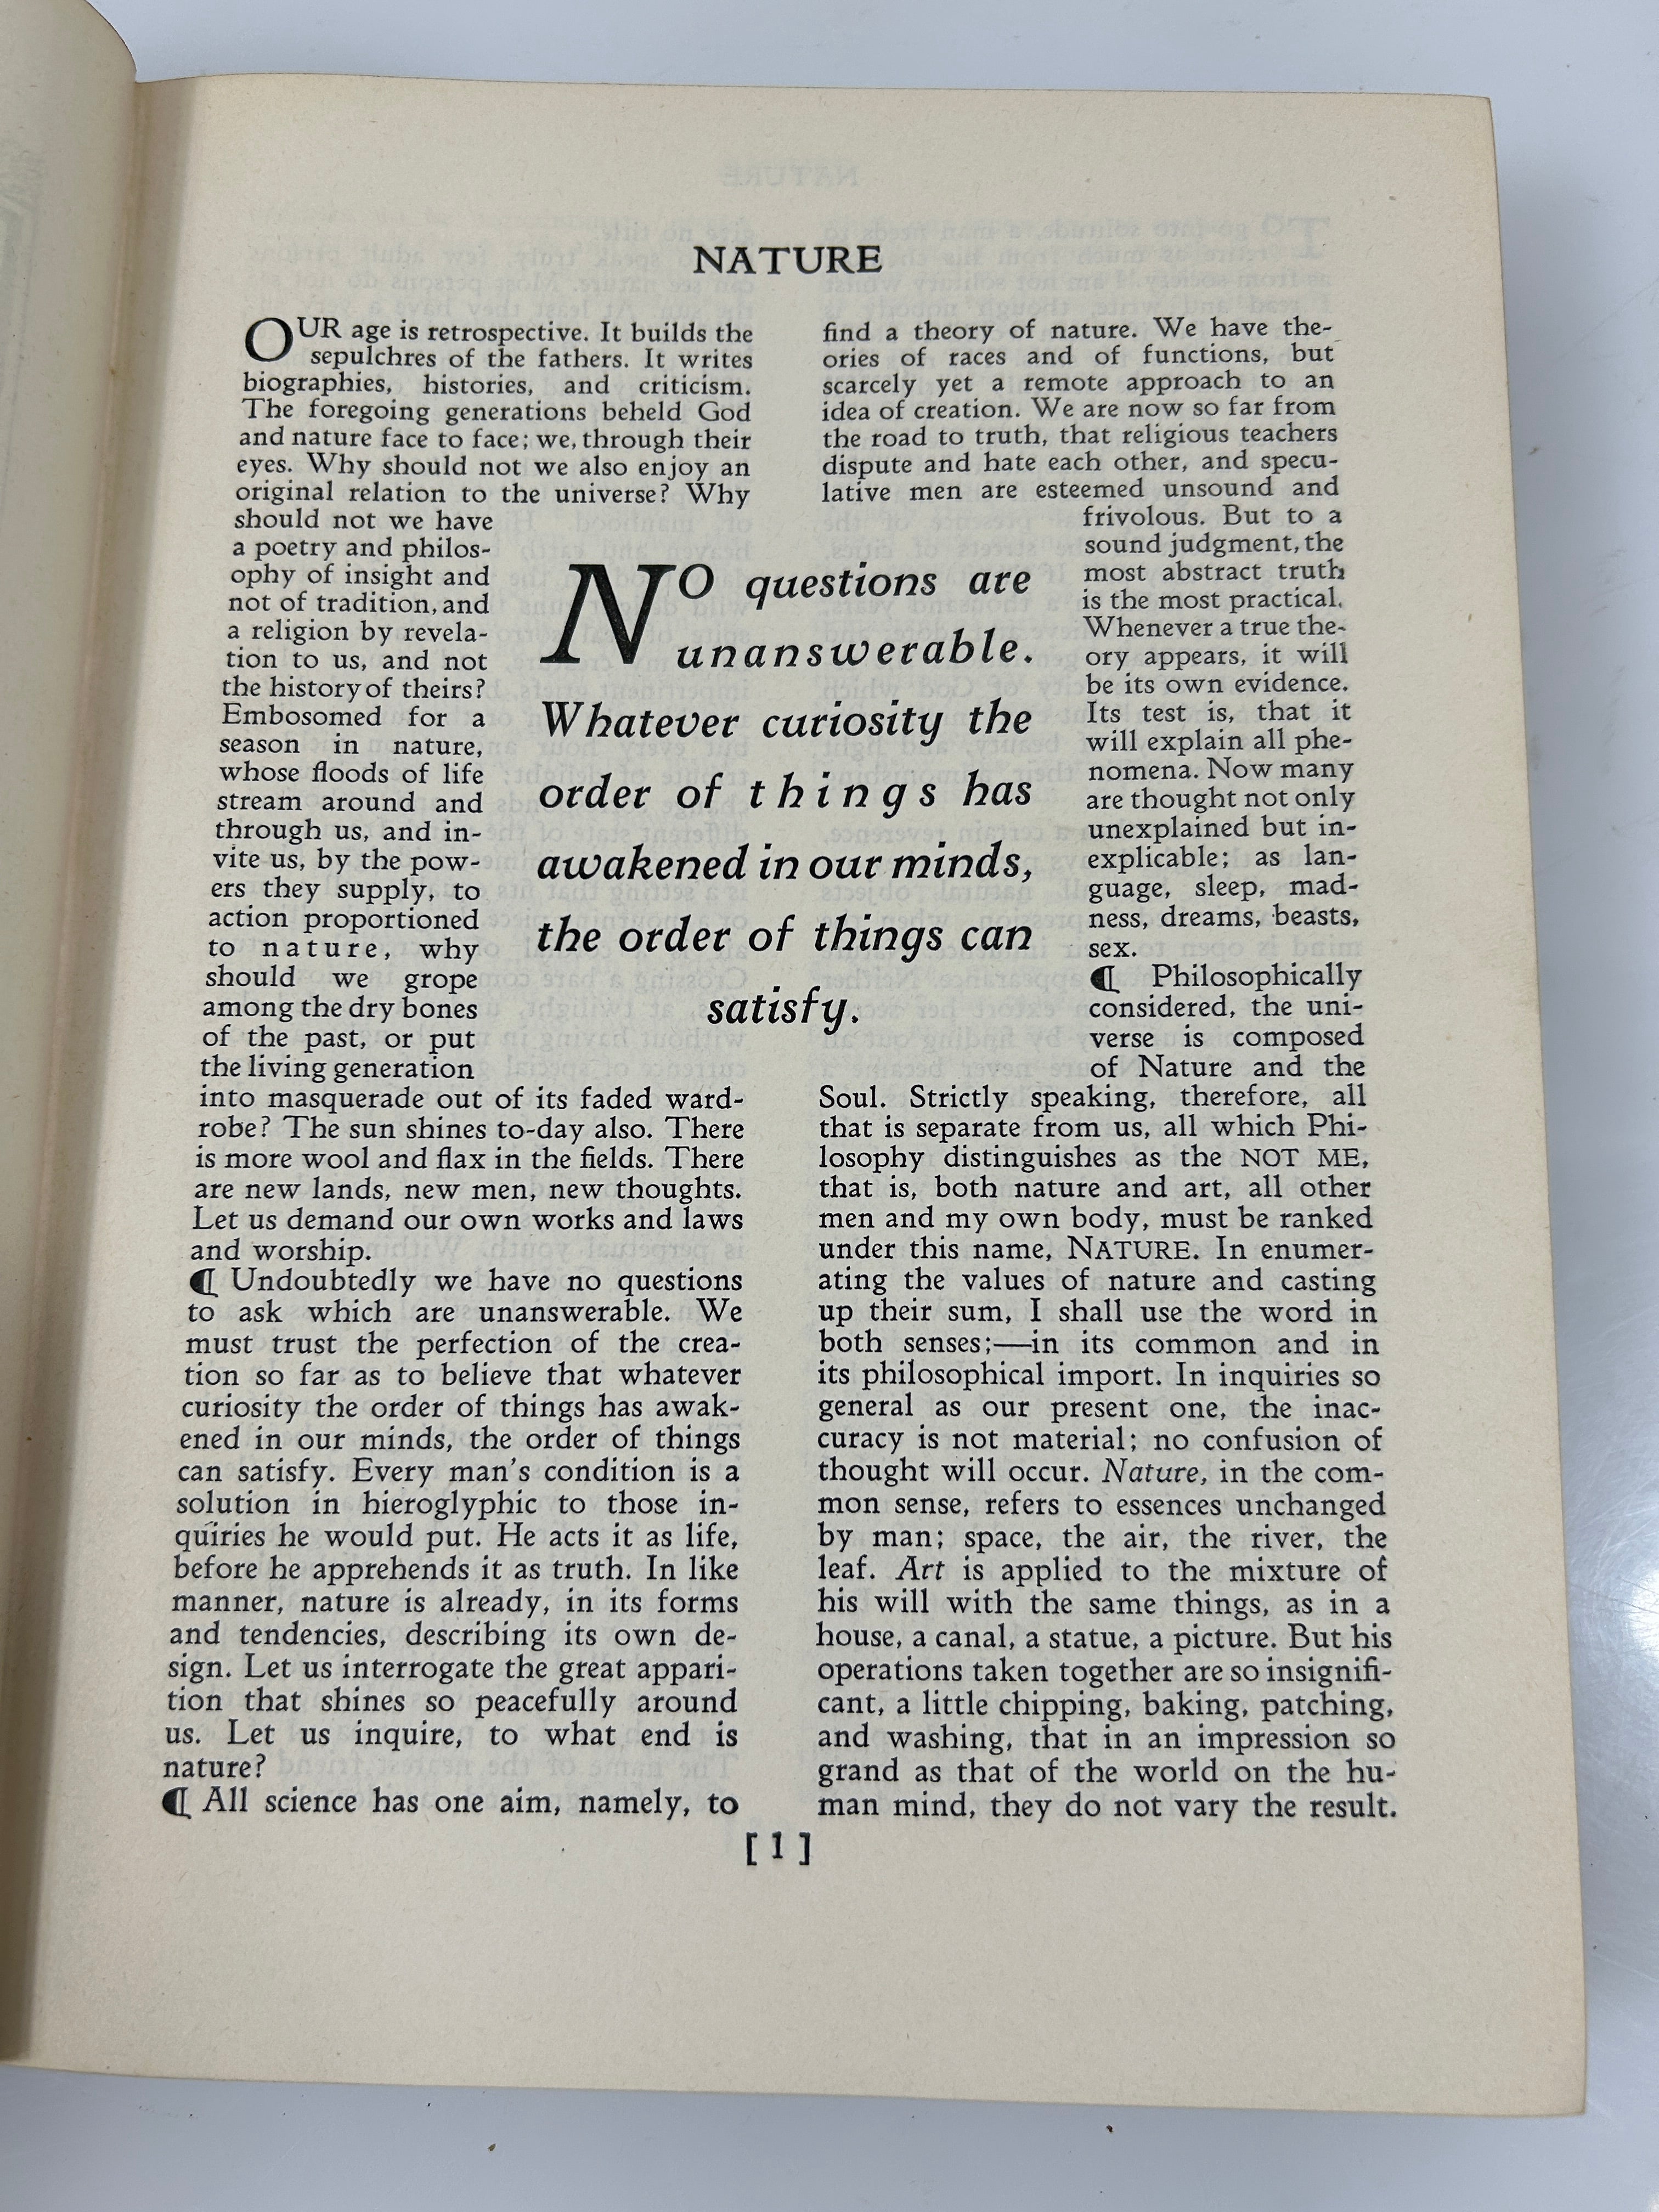 NATURE
OUR age is retrospective. It builds the
sepulchres of the fathers. It writes
biographies, histories, and criticism.
The foregoing generations beheld God
and nature face to face; we, through their
eyes. Why should not we also enjoy an
original relation to the universe? Why
should not we have
a poetry and philos-
ophy of insight and
not of tradition, and
a religion by revela-
tion to us, and not
the history of theirs?
Embosomed for a
season in nature,
whose floods of life
stream around and
through us, and in-
vite us, by the pow-
ers they supply, to
action proportioned
to nature, why
should we grope
among the dry bones
of the past, or put
the living generation
into masquerade out of its faded ward-
robe? The sun shines to-day also. There
is more wool and flax in the fields. There
are new lands, new men, new thoughts.
Let us demand our own works and laws
and worship.
¶ Undoubtedly we have no questions
to ask which are unanswerable. We
must trust the perfection of the crea-
tion so far as to believe that whatever
curiosity the order of things has awak-
ened in our minds, the order of things
can satisfy. Every man's condition is a
solution in hieroglyphic to those in-
quiries he would put. He acts it as life,
before he apprehends it as truth. In like
manner, nature is already, in its forms
and tendencies, describing its own de-
sign. Let us interrogate the great appari-
tion that shines so peacefully around
us. Let us inquire, to what end is
nature?
¶ All science has one aim, namely, to
NO questions are
unanswerable.
Whatever curiosity the
order of things has
awakened in our minds,
the order of things can
satisfy.
find a theory of nature. We have the-
ories of races and of functions, but
scarcely yet a remote approach to an
idea of creation. We are now so far from
the road to truth, that religious teachers
dispute and hate each other, and specu-
lative men are esteemed unsound and
frivolous. But to a
sound judgment, the
most abstract truth
is the most practical.
Whenever a true the-
ory appears, it will
be its own evidence.
Its test is, that it
will explain all phe-
nomena. Now many
are thought not only
unexplained but in-
explicable; as lan-
guage, sleep, mad-
ness, dreams, beasts,
sex.
¶ Philosophically
considered, the uni-
verse is composed
of Nature and the
Soul. Strictly speaking, therefore, all
that is separate from us, all which Phi-
losophy distinguishes as the NOT ME,
that is, both nature and art, all other
men and my own body, must be ranked
under this name, NATURE. In enumer-
ating the values of nature and casting
up their sum, I shall use the word in
both senses;—in its common and in
its philosophical import. In inquiries so
general as our present one, the inac-
curacy is not material; no confusion of
thought will occur. Nature, in the com-
mon sense, refers to essences unchanged
by man; space, the air, the river, the
leaf. Art is applied to the mixture of
his will with the same things, as in a
house, a canal, a statue, a picture. But his
operations taken together are so insignifi-
cant, a little chipping, baking, patching,
and washing, that in an impression so
grand as that of the world on the hu-
man mind, they do not vary the result.
[1]